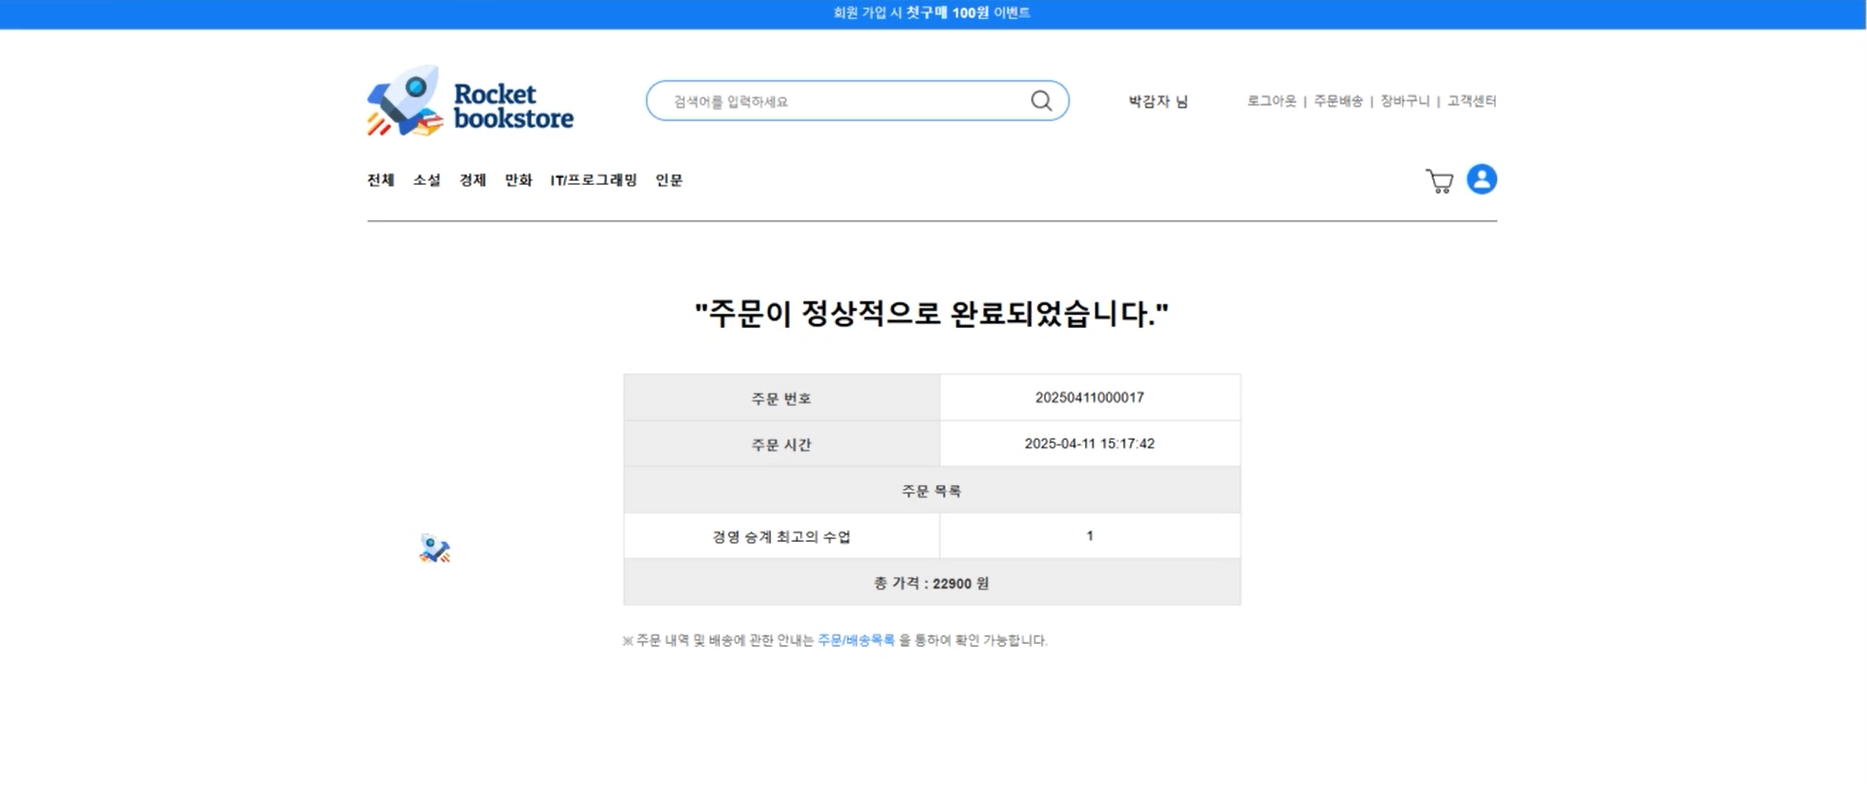 회원 가입 시 첫구매 100원 이벤트
Rocket
bookstore
검색어를 입력하세요
박감자 님
로그아웃 | 주문배송 | 장바구니 | 고객센터
전체 소설 경제 만화 IT/프로그래밍 인문
"주문이 정상적으로 완료되었습니다."
주문 번호 20250411000017
주문 시간 2025-04-11 15:17:42
주문 목록
경영 승계 최고의 수업 1
총 가격 : 22900 원
※ 주문 내역 및 배송에 관한 안내는 주문/배송목록 을 통하여 확인 가능합니다.